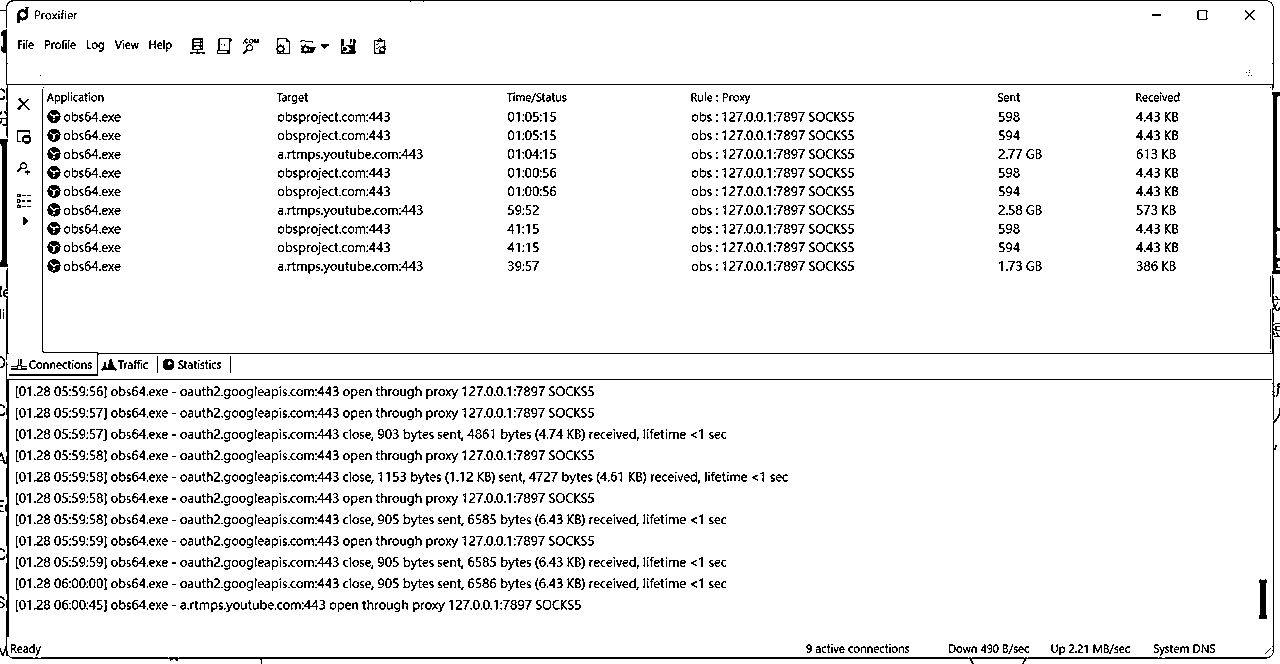 Proxifier
File Profile Log View Help
Application Target Time/Status Rule : Proxy Sent Received
obs64.exe obsproject.com:443 01:05:15 obs : 127.0.0.1:7897 SOCKS5 598 4.43 KB
obs64.exe obsproject.com:443 01:05:15 obs : 127.0.0.1:7897 SOCKS5 594 4.43 KB
obs64.exe a.rtmps.youtube.com:443 01:04:15 obs : 127.0.0.1:7897 SOCKS5 2.77 GB 613 KB
obs64.exe obsproject.com:443 01:00:56 obs : 127.0.0.1:7897 SOCKS5 598 4.43 KB
obs64.exe obsproject.com:443 01:00:56 obs : 127.0.0.1:7897 SOCKS5 594 4.43 KB
obs64.exe a.rtmps.youtube.com:443 59:52 obs : 127.0.0.1:7897 SOCKS5 2.58 GB 573 KB
obs64.exe obsproject.com:443 41:15 obs : 127.0.0.1:7897 SOCKS5 598 4.43 KB
obs64.exe obsproject.com:443 41:15 obs : 127.0.0.1:7897 SOCKS5 594 4.43 KB
obs64.exe a.rtmps.youtube.com:443 39:57 obs : 127.0.0.1:7897 SOCKS5 1.73 GB 386 KB
Connections Traffic Statistics
[01.28 05:59:56] obs64.exe - oauth2.googleapis.com:443 open through proxy 127.0.0.1:7897 SOCKS5
[01.28 05:59:57] obs64.exe - oauth2.googleapis.com:443 open through proxy 127.0.0.1:7897 SOCKS5
[01.28 05:59:57] obs64.exe - oauth2.googleapis.com:443 close, 903 bytes sent, 4861 bytes (4.74 KB) received, lifetime <1 sec
[01.28 05:59:58] obs64.exe - oauth2.googleapis.com:443 open through proxy 127.0.0.1:7897 SOCKS5
[01.28 05:59:58] obs64.exe - oauth2.googleapis.com:443 close, 1153 bytes (1.12 KB) sent, 4727 bytes (4.61 KB) received, lifetime <1 sec
[01.28 05:59:58] obs64.exe - oauth2.googleapis.com:443 open through proxy 127.0.0.1:7897 SOCKS5
[01.28 05:59:58] obs64.exe - oauth2.googleapis.com:443 close, 905 bytes sent, 6585 bytes (6.43 KB) received, lifetime <1 sec
[01.28 05:59:59] obs64.exe - oauth2.googleapis.com:443 open through proxy 127.0.0.1:7897 SOCKS5
[01.28 05:59:59] obs64.exe - oauth2.googleapis.com:443 close, 905 bytes sent, 6585 bytes (6.43 KB) received, lifetime <1 sec
[01.28 06:00:00] obs64.exe - oauth2.googleapis.com:443 close, 905 bytes sent, 6586 bytes (6.43 KB) received, lifetime <1 sec
[01.28 06:00:45] obs64.exe - a.rtmps.youtube.com:443 open through proxy 127.0.0.1:7897 SOCKS5
Ready 9 active connections Down 490 B/sec Up 2.21 MB/sec System DNS